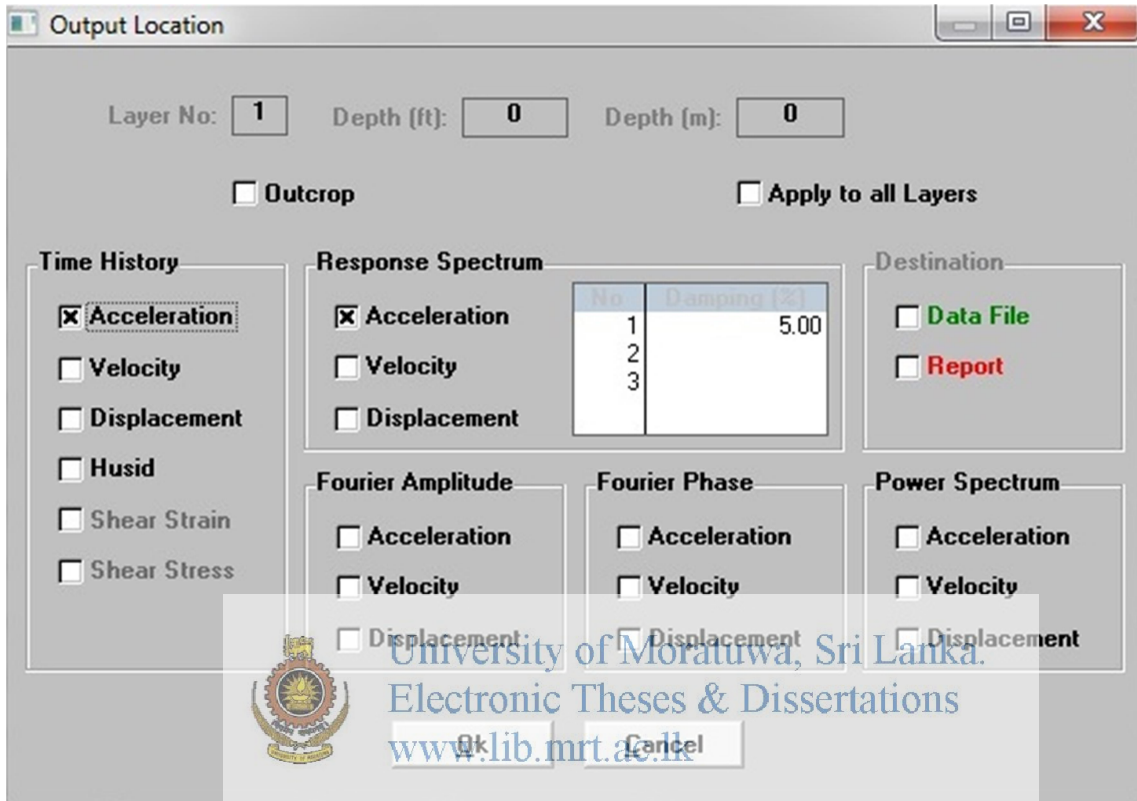 Output Location
Layer No: 1 Depth (ft): 0 Depth (m): 0
Outcrop
Apply to all Layers
Time History
Acceleration
Velocity
Displacement
Husid
Shear Strain
Shear Stress
Response Spectrum
Acceleration
Velocity
Displacement
No Damping (%)
1 5.00
2
3
Destination
Data File
Report
Fourier Amplitude
Acceleration
Velocity
Displacement
Fourier Phase
Acceleration
Velocity
Displacement
Power Spectrum
Acceleration
Velocity
Displacement
University of Moratuwa, Sri Lanka.
Electronic Theses & Dissertations
www.lib.mrt.ac.lk
Ok
Cancel